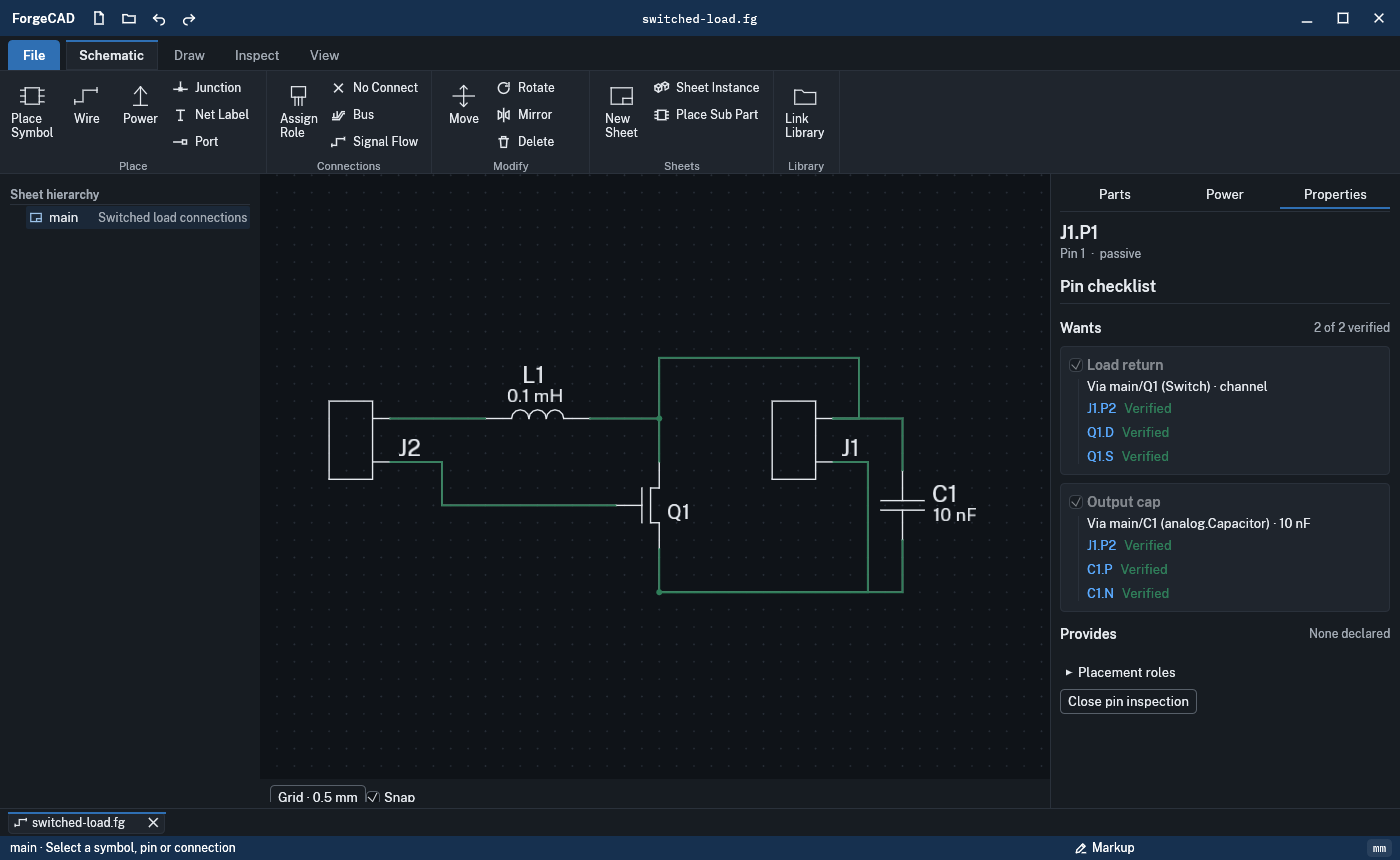 ForgeCAD
switched-load.fg
File
Schematic
Draw
Inspect
View
Place Symbol
Wire
Power
Junction
Net Label
Port
Place
Assign Role
No Connect
Bus
Signal Flow
Connections
Move
Rotate
Mirror
Delete
Modify
New Sheet
Sheet Instance
Place Sub Part
Sheets
Link Library
Library
Sheet hierarchy
main Switched load connections
L1
0.1 mH
J2
Q1
J1
C1
10 nF
Grid · 0.5 mm
Snap
Parts
Power
Properties
J1.P1
Pin 1 · passive
Pin checklist
Wants 2 of 2 verified
Load return
Via main/Q1 (Switch) · channel
J1.P2 Verified
Q1.D Verified
Q1.S Verified
Output cap
Via main/C1 (analog.Capacitor) · 10 nF
J1.P2 Verified
C1.P Verified
C1.N Verified
Provides None declared
Placement roles
Close pin inspection
switched-load.fg
main · Select a symbol, pin or connection
Markup
mm